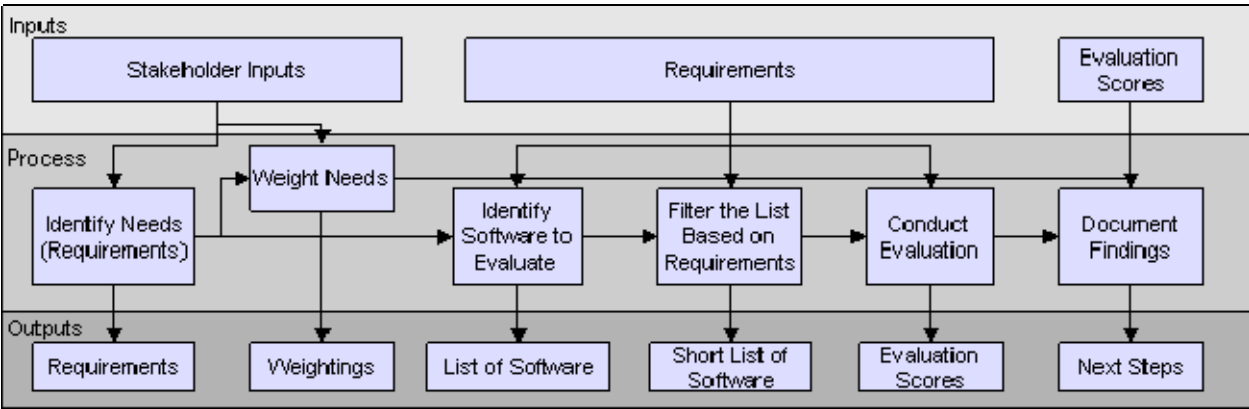 Inputs
Stakeholder Inputs
Requirements
Evaluation
Scores
Process
Weight Needs
Identify Needs
(Requirements)
Identify
Software to
Evaluate
Filter the List
Based on
Requirements
Conduct
Evaluation
Document
Findings
Outputs
Requirements
Weightings
List of Software
Short List of
Software
Evaluation
Scores
Next Steps